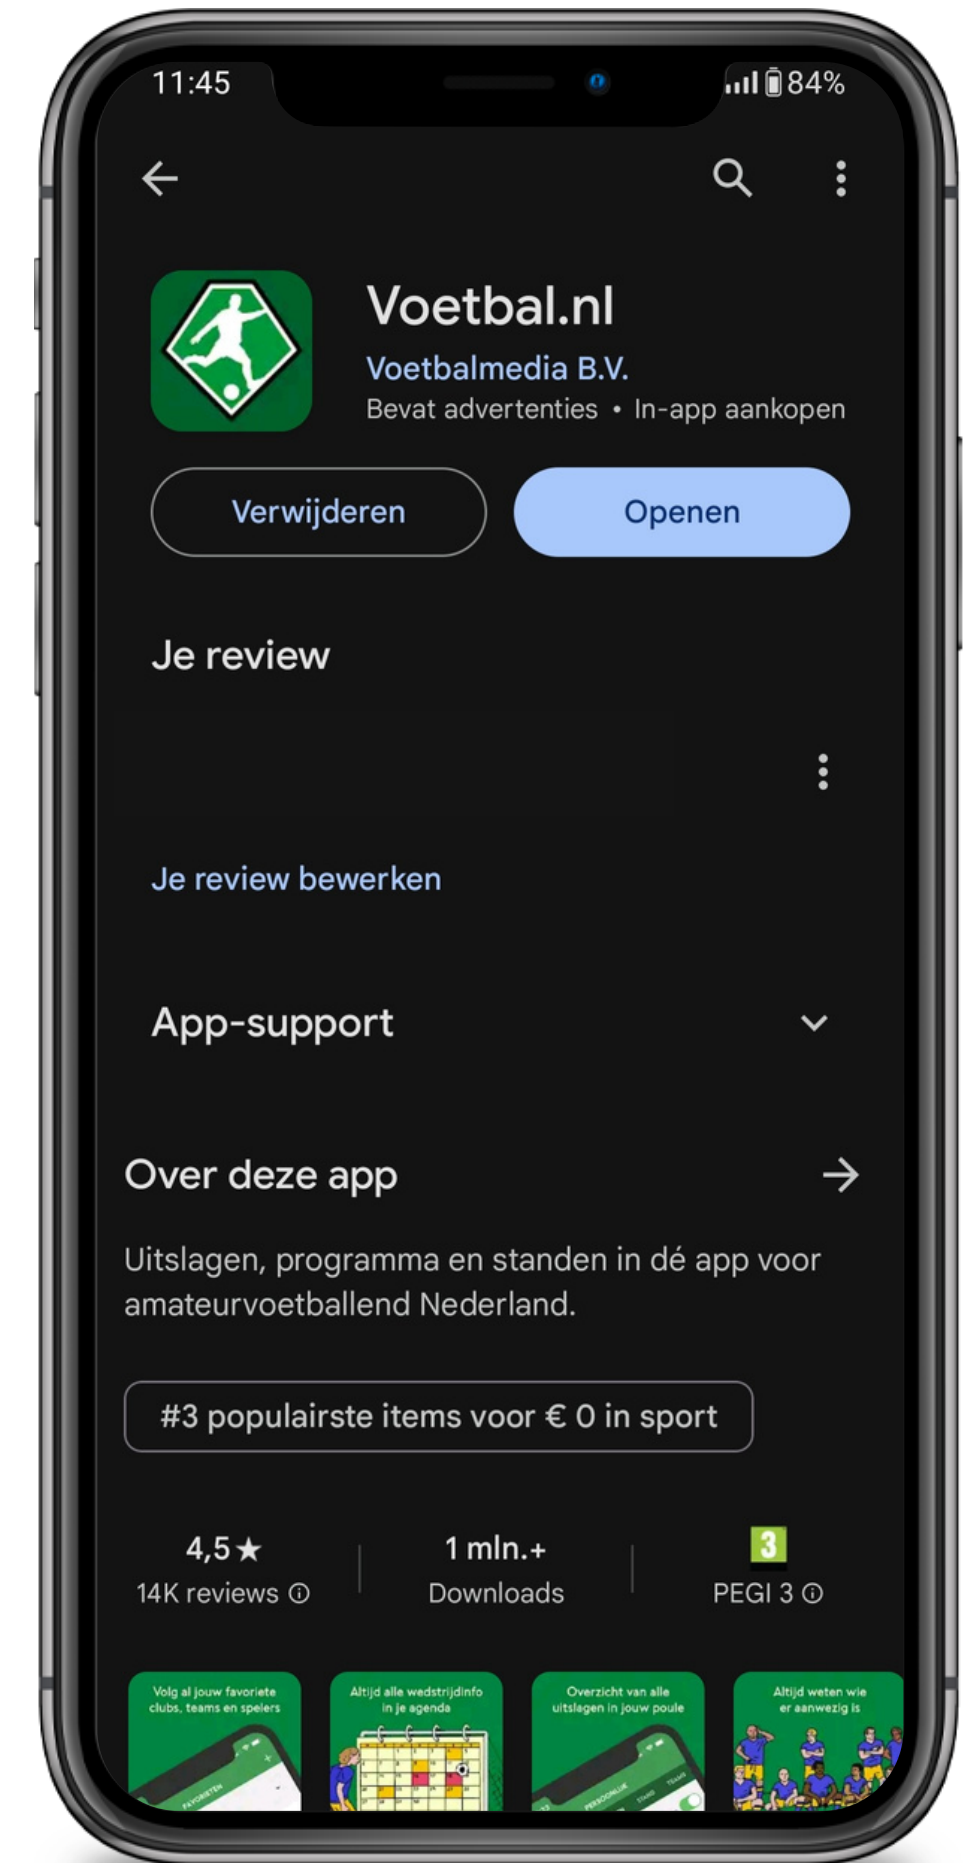 11:45
84%
Voetbal.nl
Voetbalmedia B.V.
Bevat advertenties • In-app aankopen
Verwijderen
Openen
Je review
Je review bewerken
App-support
Over deze app
Uitslagen, programma en standen in dé app voor
amateurvoetballend Nederland.
#3 populairste items voor € 0 in sport
4,5★
14K reviews
1 mln.+
Downloads
3
PEGI 3
Volg al jouw favoriete
clubs, teams en spelers
FAVORIETEN
Altijd alle wedstrijdinfo
in je agenda
Overzicht van alle
uitslagen in jouw poule
PERSOONLIJK
STAND
TEAMS
Altijd weten wie
er aanwezig is